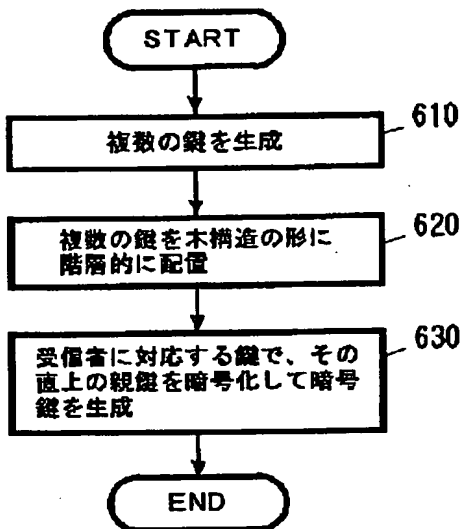 START
610
複数の鍵を生成
620
複数の鍵を木構造の形に
階層的に配置
630
受信者に対応する鍵で、その
直上の親鍵を暗号化して暗号
鍵を生成
END